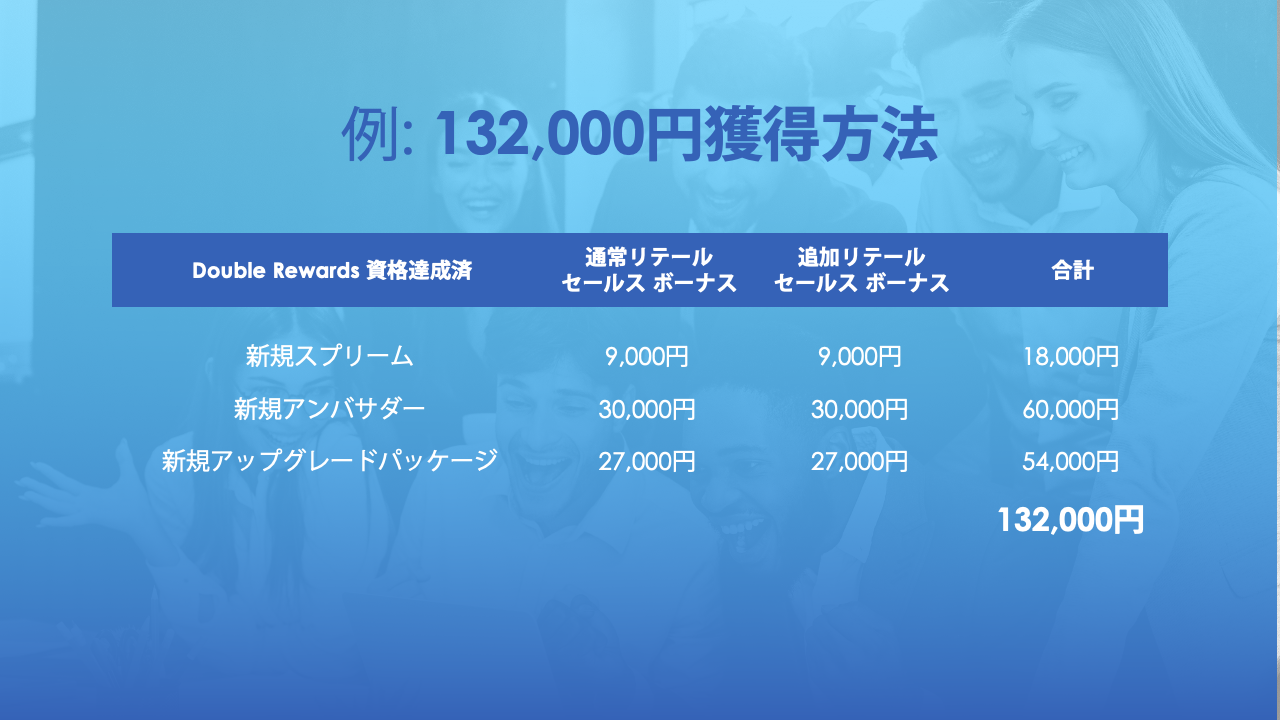 例: 132,000円獲得方法
Double Rewards 資格達成済
通常リテール
セールス ボーナス
追加リテール
セールス ボーナス
合計
新規スプリーム 9,000円 9,000円 18,000円
新規アンバサダー 30,000円 30,000円 60,000円
新規アップグレードパッケージ 27,000円 27,000円 54,000円
132,000円